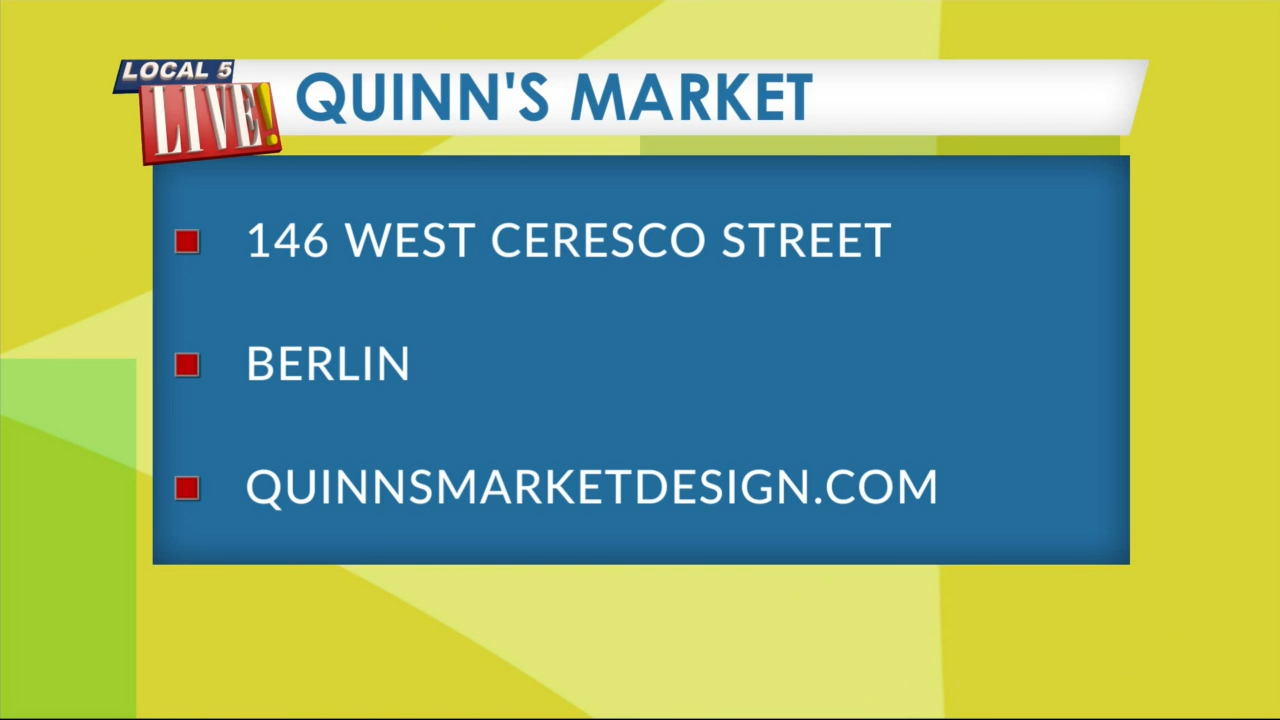 LOCAL 5
LIVE!
QUINN'S MARKET
146 WEST CERESCO STREET
BERLIN
QUINNSMARKETDESIGN.COM